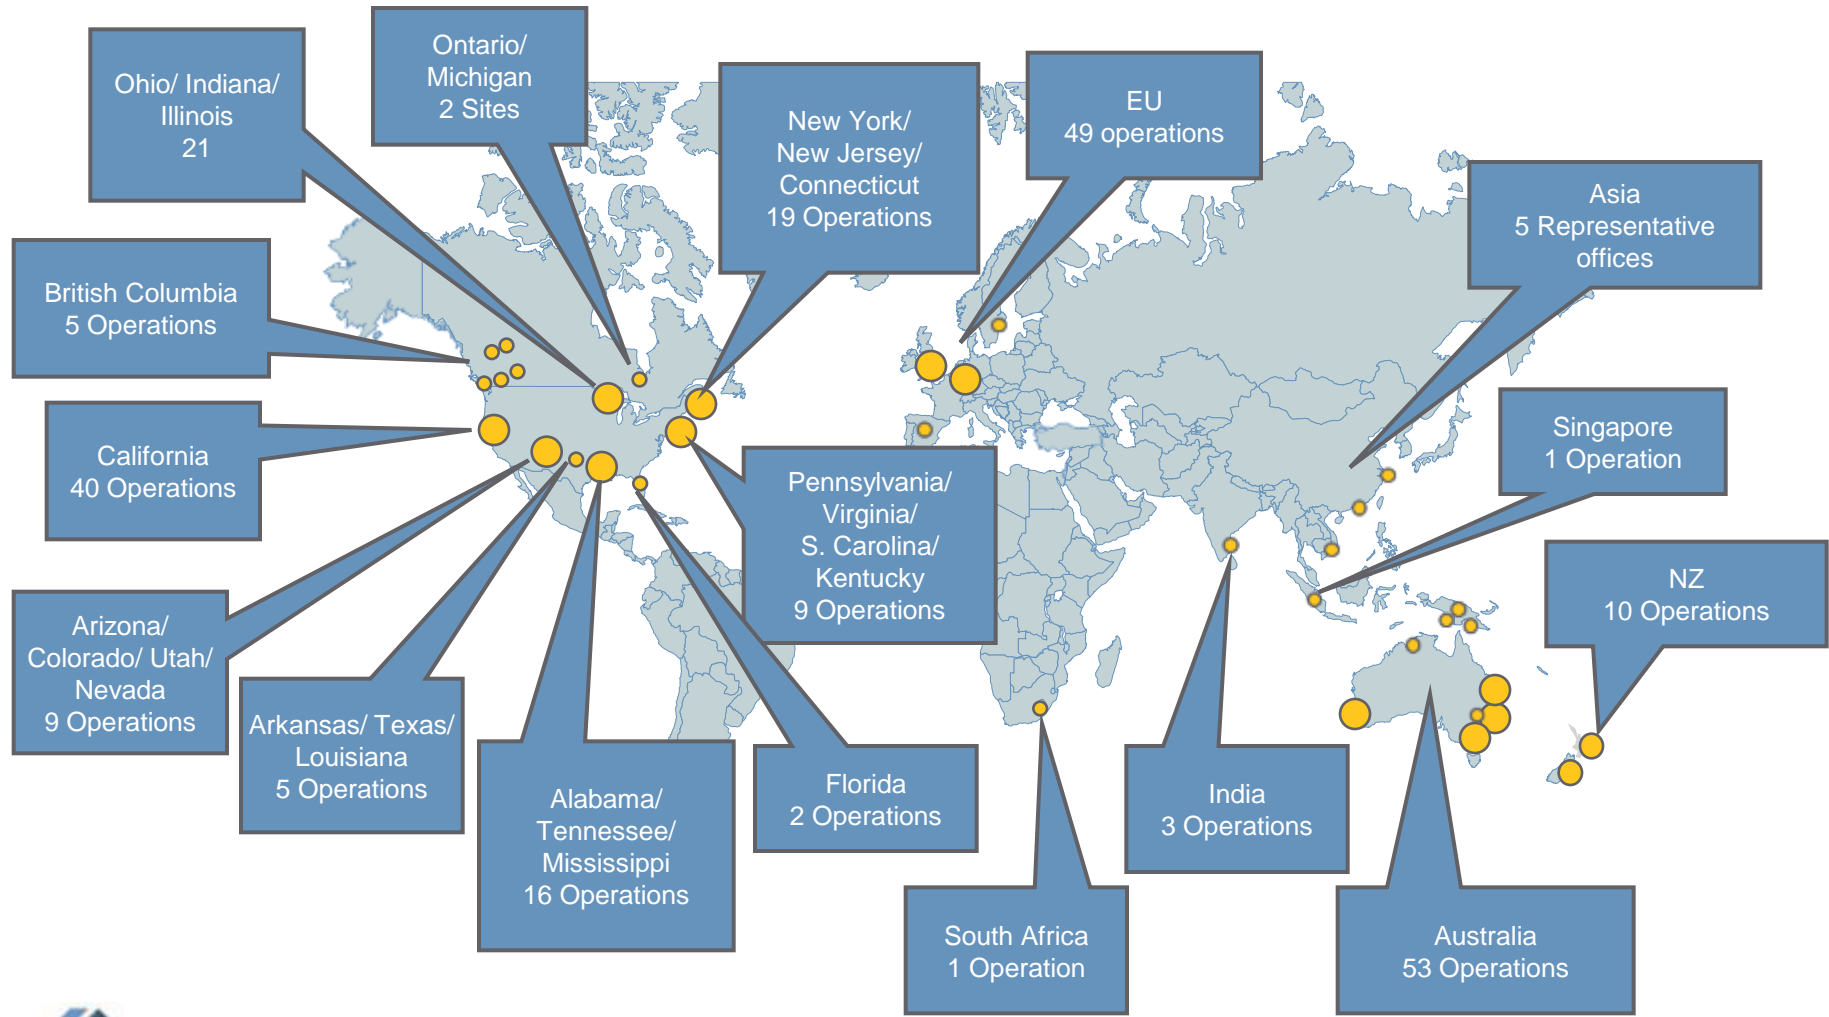 Ohio/ Indiana/
Illinois
21
Ontario/
Michigan
2 Sites
New York/
New Jersey/
Connecticut
19 Operations
EU
49 operations
Asia
5 Representative
offices
British Columbia
5 Operations
California
40 Operations
Singapore
1 Operation
Pennsylvania/
Virginia/
S. Carolina/
Kentucky
9 Operations
NZ
10 Operations
Arizona/
Colorado/ Utah/
Nevada
9 Operations
Arkansas/ Texas/
Louisiana
5 Operations
Alabama/
Tennessee/
Mississippi
16 Operations
Florida
2 Operations
India
3 Operations
South Africa
1 Operation
Australia
53 Operations